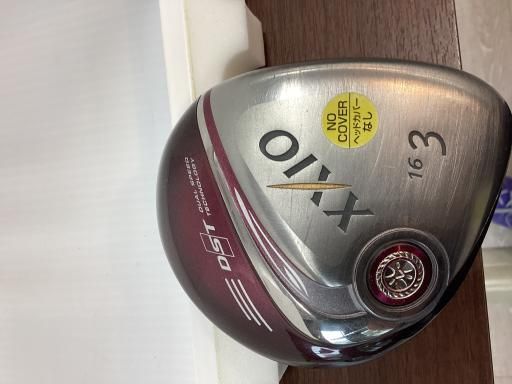 NO
COVER
ヘッドカバー
なし
XXIO
3
16
DST
DUAL SPEED
TECHNOLOGY